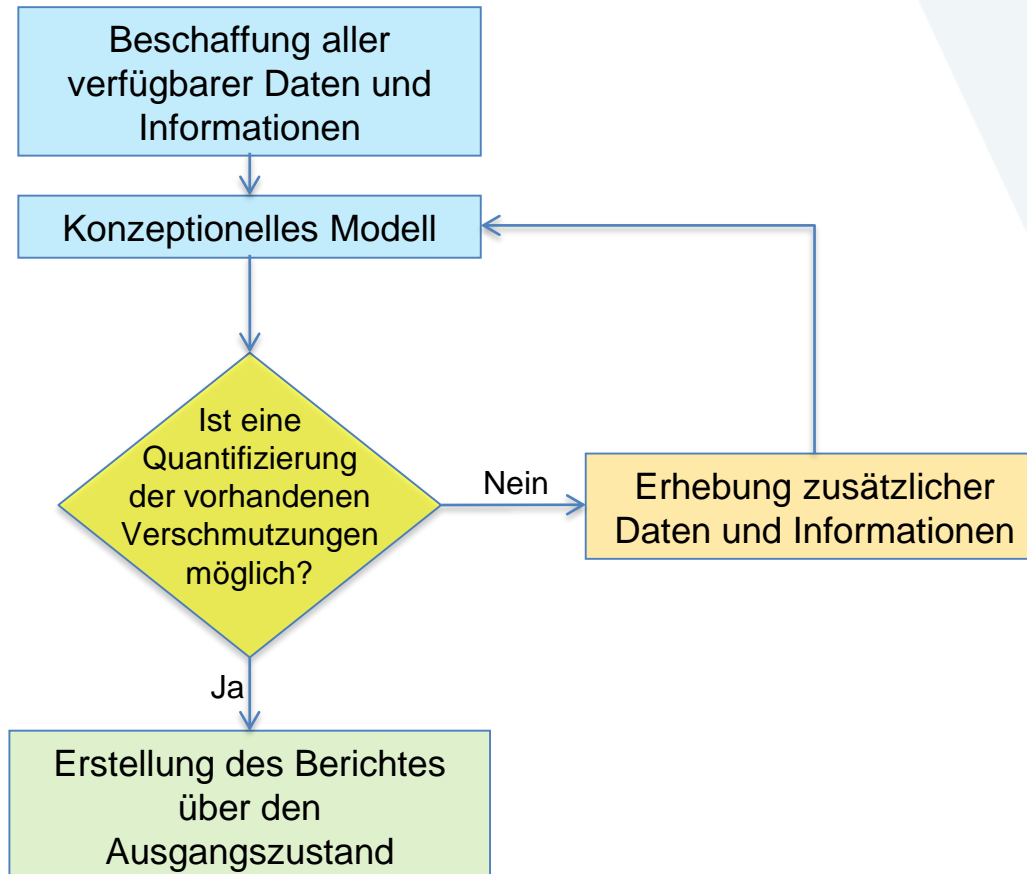 Beschaffung aller
verfügbarer Daten und
Informationen
Konzeptionelles Modell
Ist eine
Quantifizierung
der vorhandenen
Verschmutzungen
möglich?
Nein
Erhebung zusätzlicher
Daten und Informationen
Ja
Erstellung des Berichtes
über den
Ausgangszustand